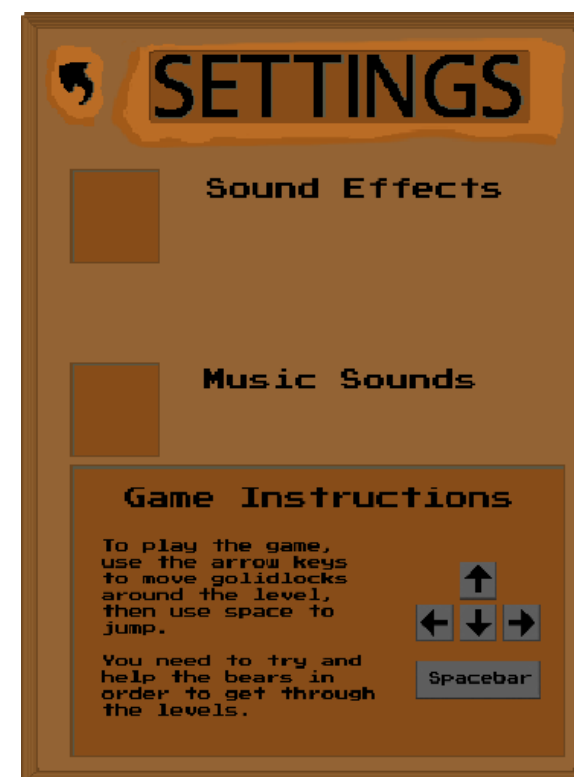 SETTINGS
Sound Effects
Music Sounds
Game Instructions
To play the game,
use the arrow keys
to move golidlocks
around the level,
then use space to
jump.
You need to try and
help the bears in
order to get through
the levels.
Spacebar